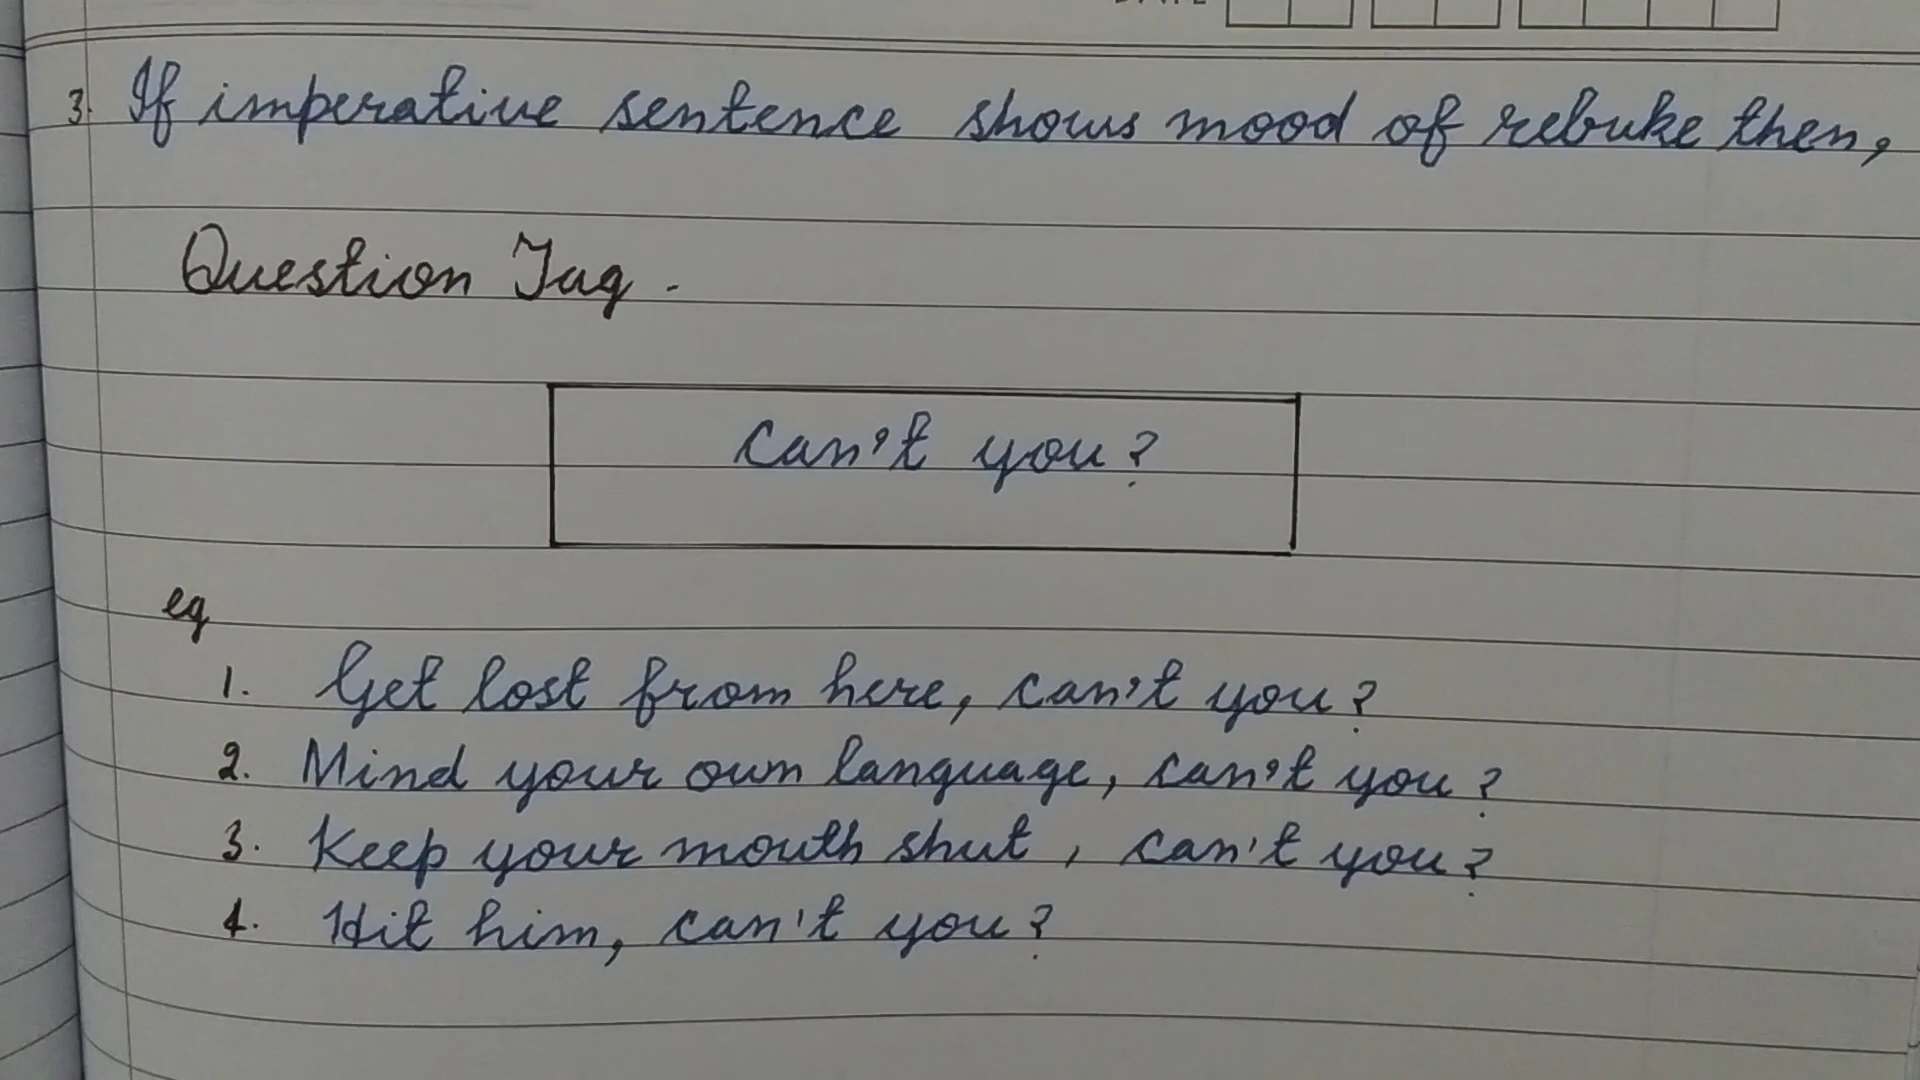 3. If imperative sentence shows mood of rebuke then,
Question Tag -
can't you?
eg
1. Get lost from here, can't you?
2. Mind your own language, can't you?
3. Keep your mouth shut, can't you?
4. Hit him, can't you?